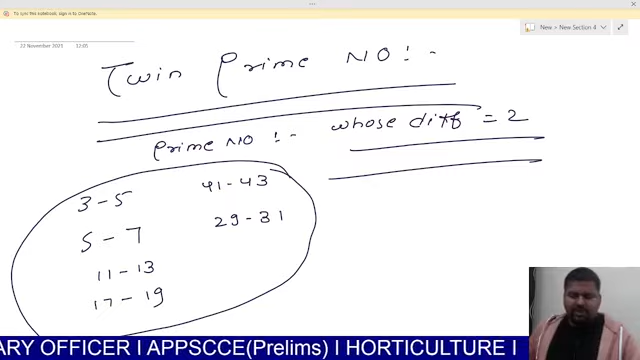 To sync this notebook, sign in to OneNote.
New » New Section 4
22 November 2021 12:05
Twin Prime NO:-
Prime NO :- whose diff = 2
3-5 41-43
5-7 29-31
11-13
17-19
ARY OFFICER I APPSCCE(Prelims) I HORTICULTURE I